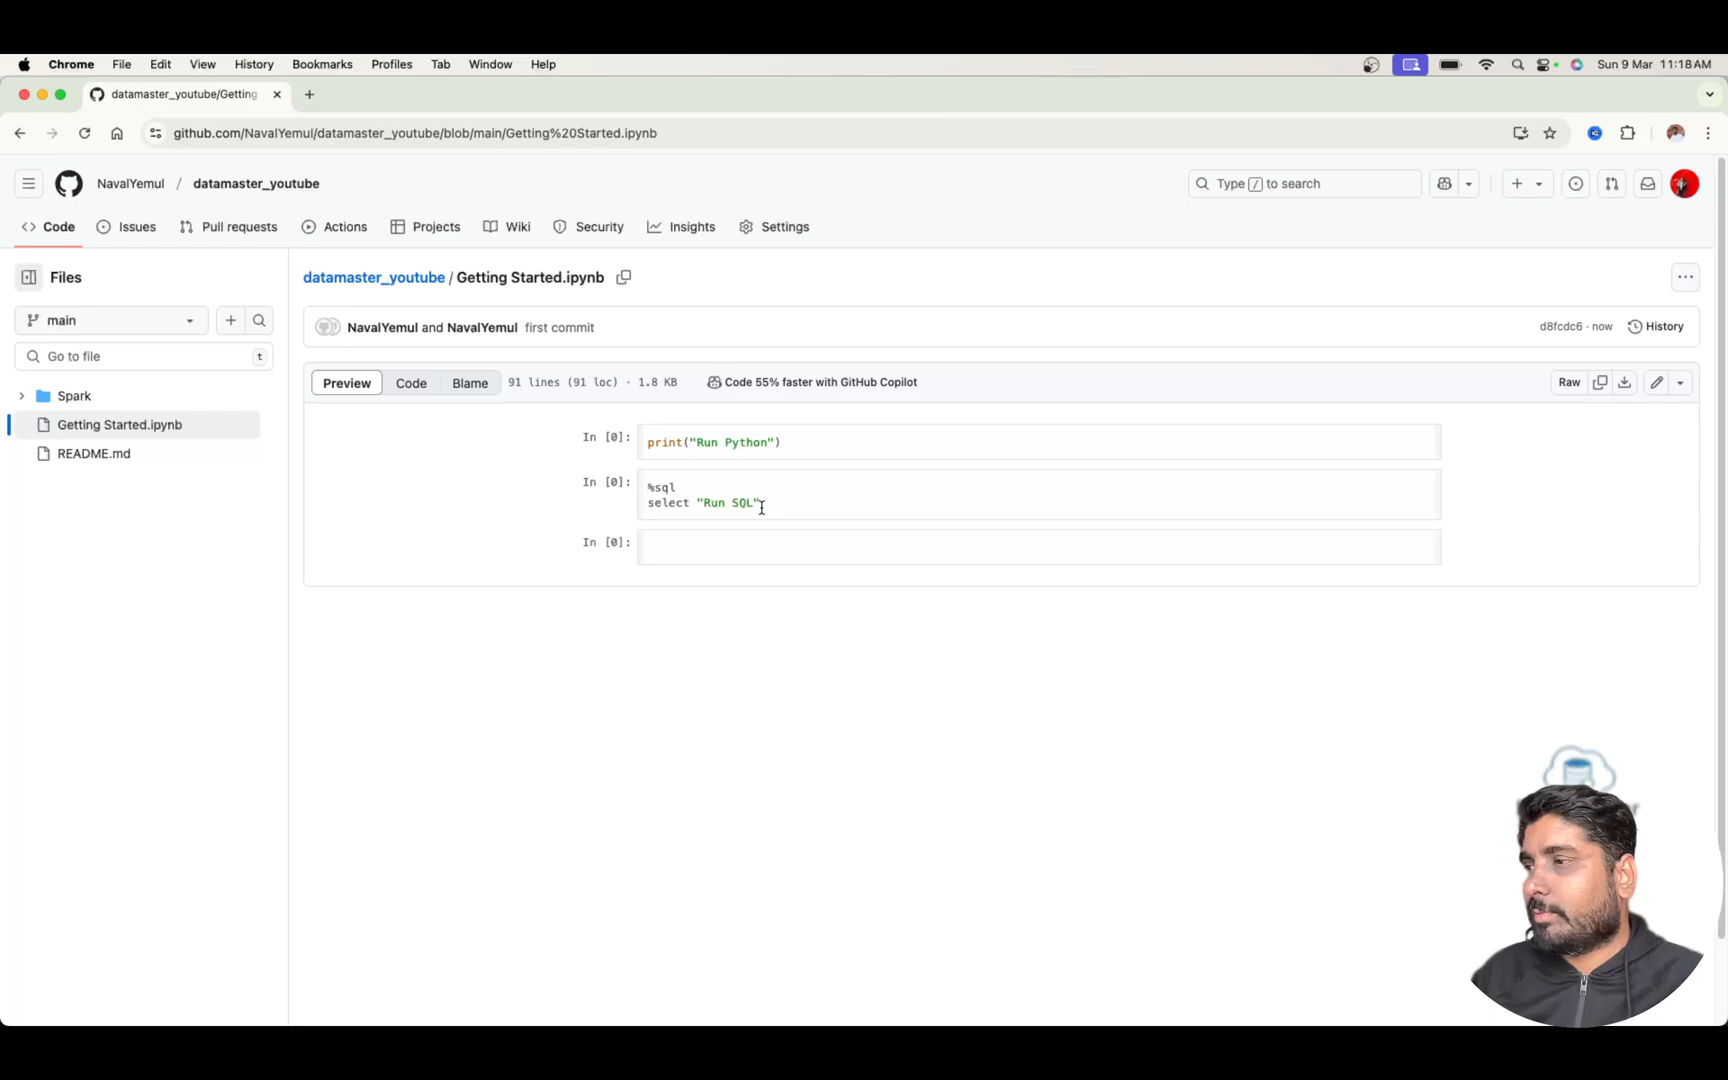 Chrome File Edit View History Bookmarks Profiles Tab Window Help Sun 9 Mar 11:18 AM
datamaster_youtube/Getting
github.com/NavalYemul/datamaster_youtube/blob/main/Getting%20Started.ipynb
NavalYemul / datamaster_youtube Type / to search
Code Issues Pull requests Actions Projects Wiki Security Insights Settings
Files
datamaster_youtube / Getting Started.ipynb
main
NavalYemul and NavalYemul first commit d8fcdc6 · now History
Go to file t
Preview Code Blame 91 lines (91 loc) · 1.8 KB Code 55% faster with GitHub Copilot Raw
Spark
Getting Started.ipynb
README.md
In [0]: print("Run Python")
In [0]: %sql
select "Run SQL"
In [0]: